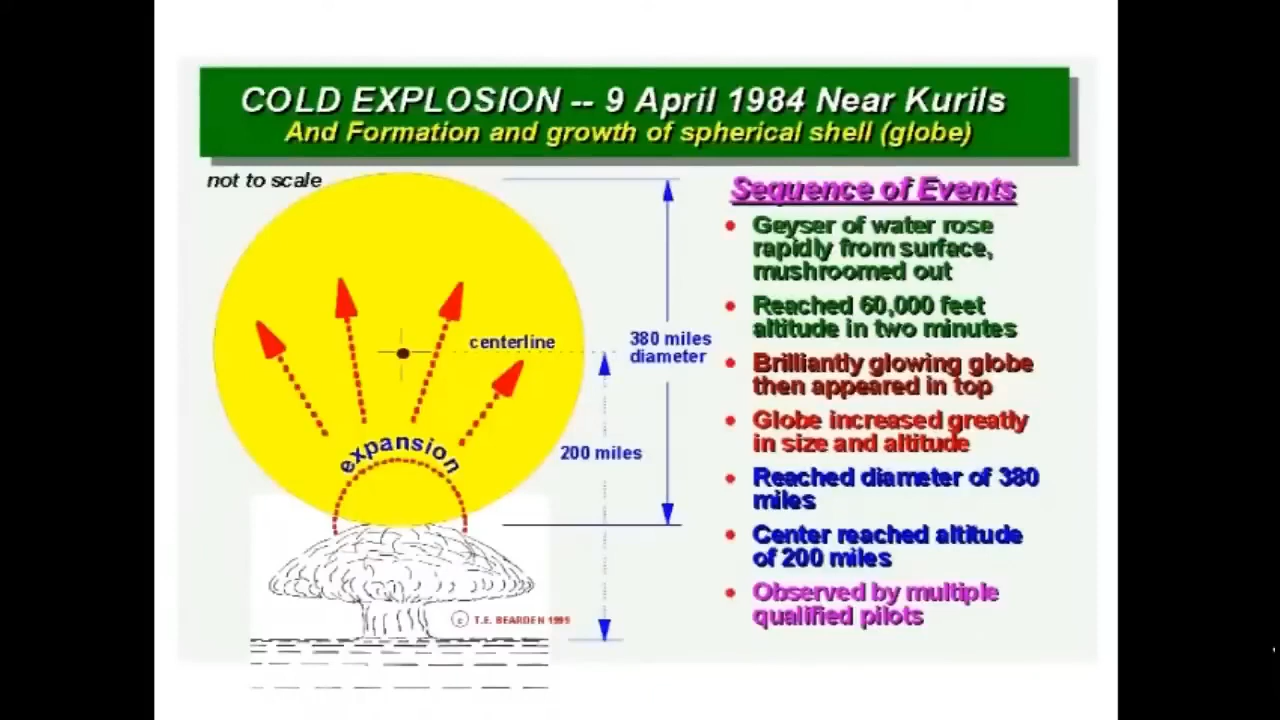 COLD EXPLOSION -- 9 April 1984 Near Kurils
And Formation and growth of spherical shell (globe)
not to scale
centerline
380 miles
diameter
200 miles
expansion
© T.E. BEARDEN 1999
Sequence of Events
• Geyser of water rose
rapidly from surface,
mushroomed out
• Reached 60,000 feet
altitude in two minutes
• Brilliantly glowing globe
then appeared in top
• Globe increased greatly
in size and altitude
• Reached diameter of 380
miles
• Center reached altitude
of 200 miles
• Observed by multiple
qualified pilots